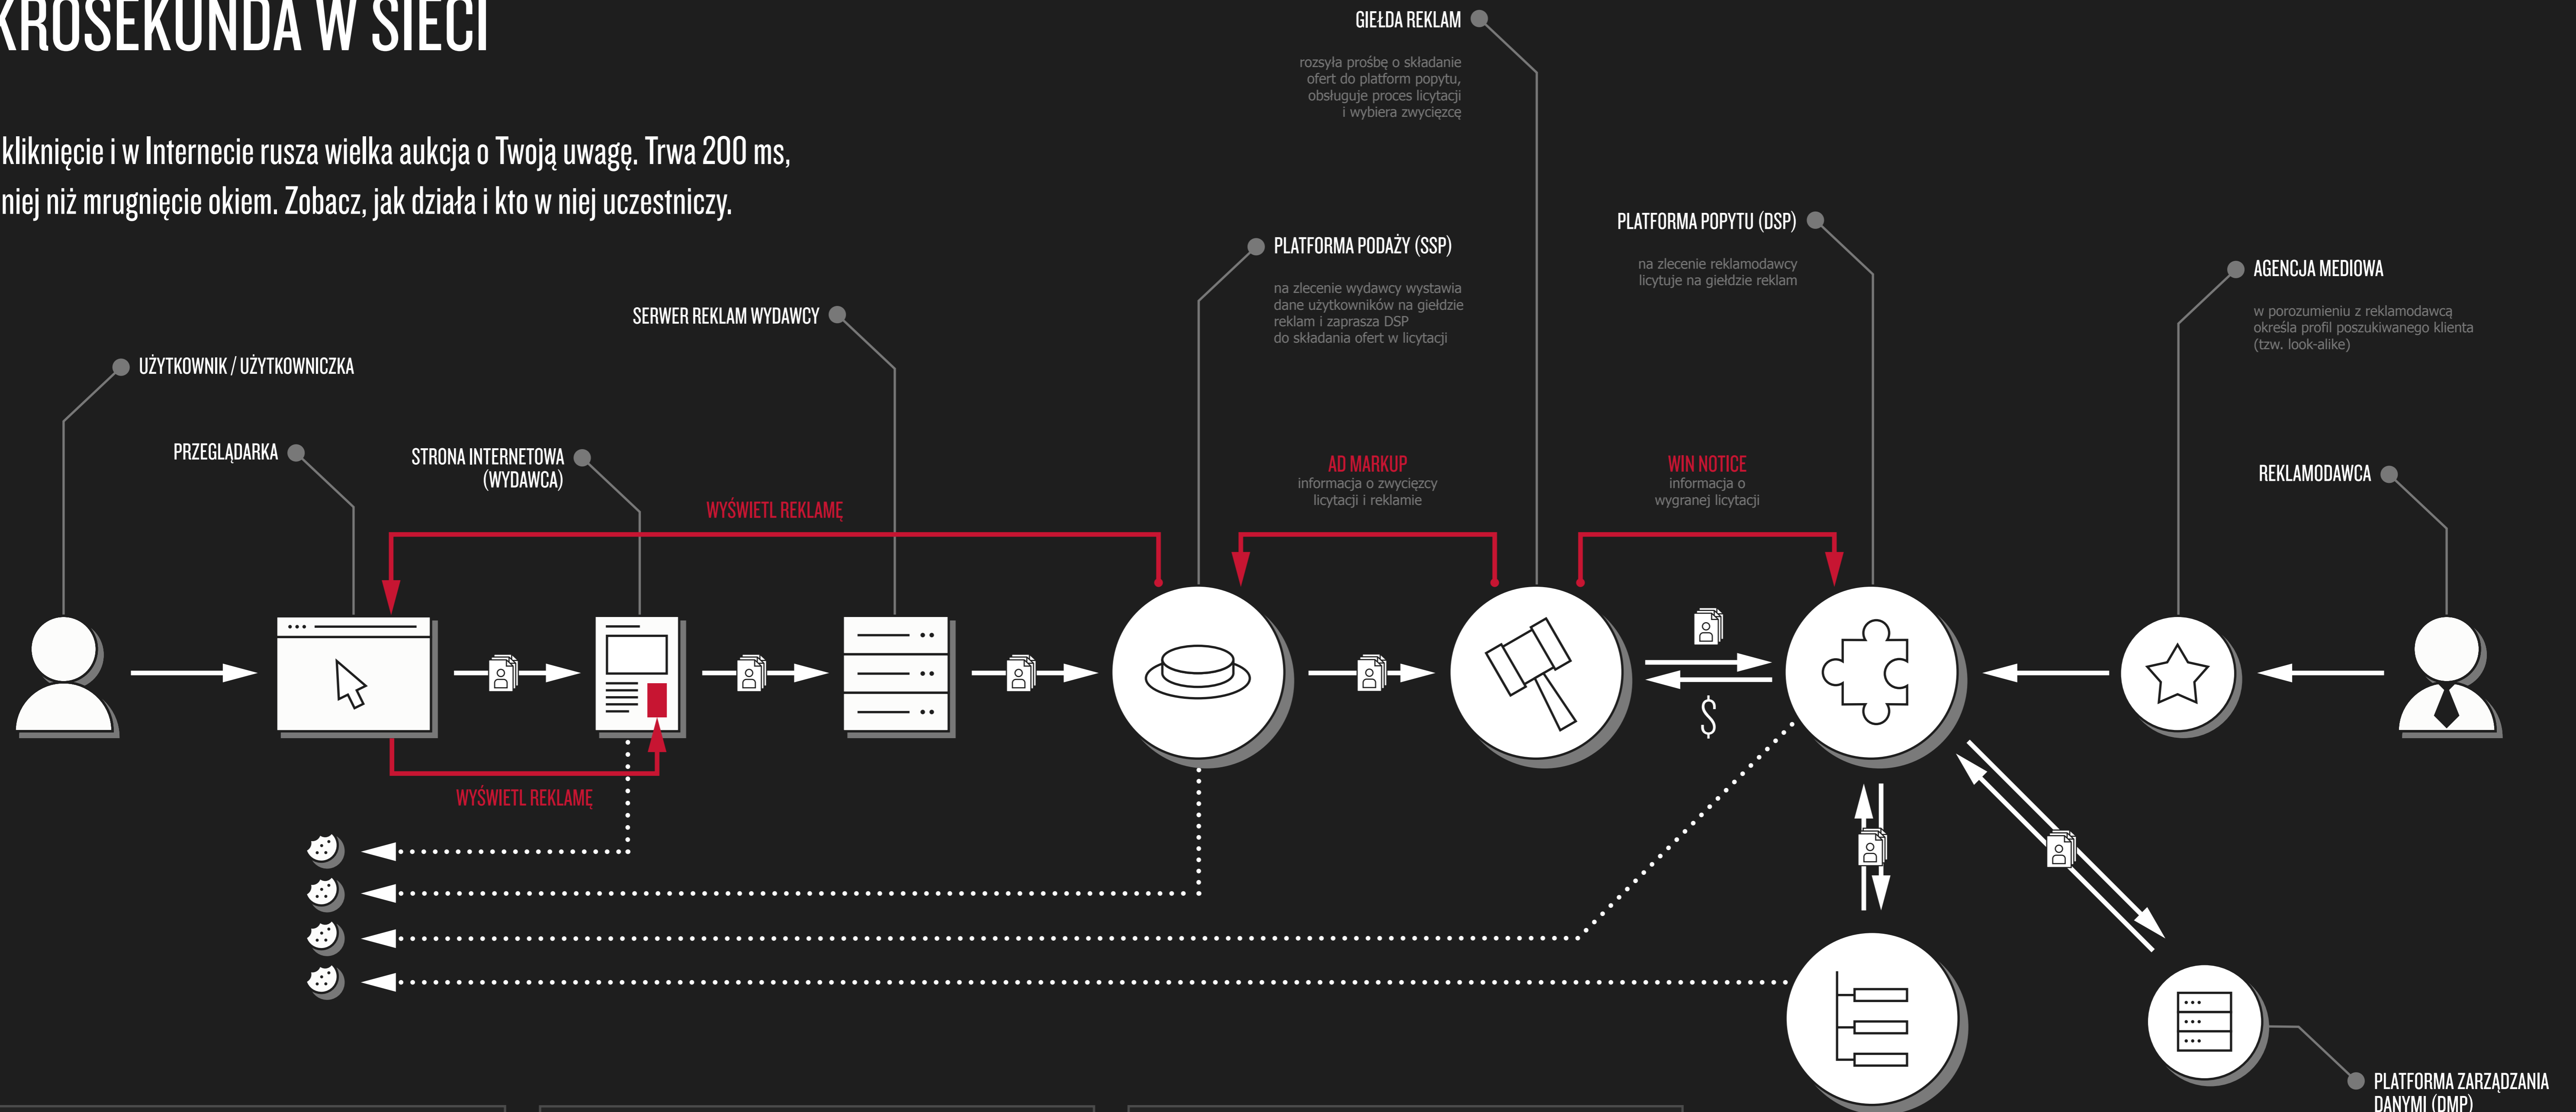 KROSEKUNDA W SIECI
kliknięcie i w Internecie rusza wielka aukcja o Twoją uwagę. Trwa 200 ms,
niej niż mrugnięcie okiem. Zobacz, jak działa i kto w niej uczestniczy.
GIEŁDA REKLAM
rozsyła prośbę o składanie
ofert do platform popytu,
obsługuje proces licytacji
i wybiera zwycięzcę
PLATFORMA POPYTU (DSP)
na zlecenie reklamodawcy
licytuje na giełdzie reklam
PLATFORMA PODAŻY (SSP)
na zlecenie wydawcy wystawia
dane użytkowników na giełdzie
reklam i zaprasza DSP
do składania ofert w licytacji
AGENCJA MEDIOWA
w porozumieniu z reklamodawcą
określa profil poszukiwanego klienta
(tzw. look-alike)
SERWER REKLAM WYDAWCY
UŻYTKOWNIK / UŻYTKOWNICZKA
PRZEGLĄDARKA
STRONA INTERNETOWA
(WYDAWCA)
AD MARKUP
informacja o zwycięzcy
licytacji i reklamie
WIN NOTICE
informacja o
wygranej licytacji
REKLAMODAWCA
WYŚWIETL REKLAMĘ
$
WYŚWIETL REKLAMĘ
PLATFORMA ZARZĄDZANIA
DANYMI (DMP)